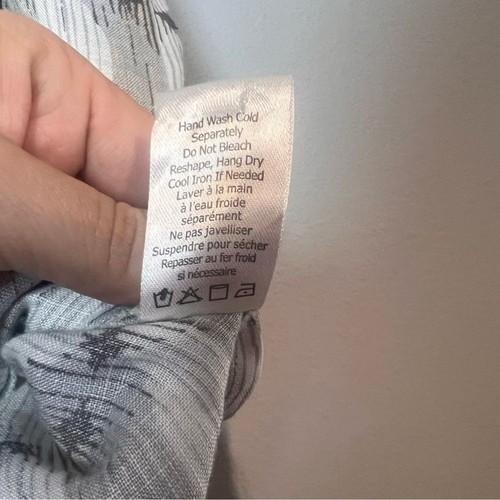 Hand Wash Cold
Separately
Do Not Bleach
Reshape, Hang Dry
Cool Iron If Needed
Laver à la main
à l'eau froide
séparément
Ne pas javelliser
Suspendre pour sécher
Repasser au fer froid
si nécessaire